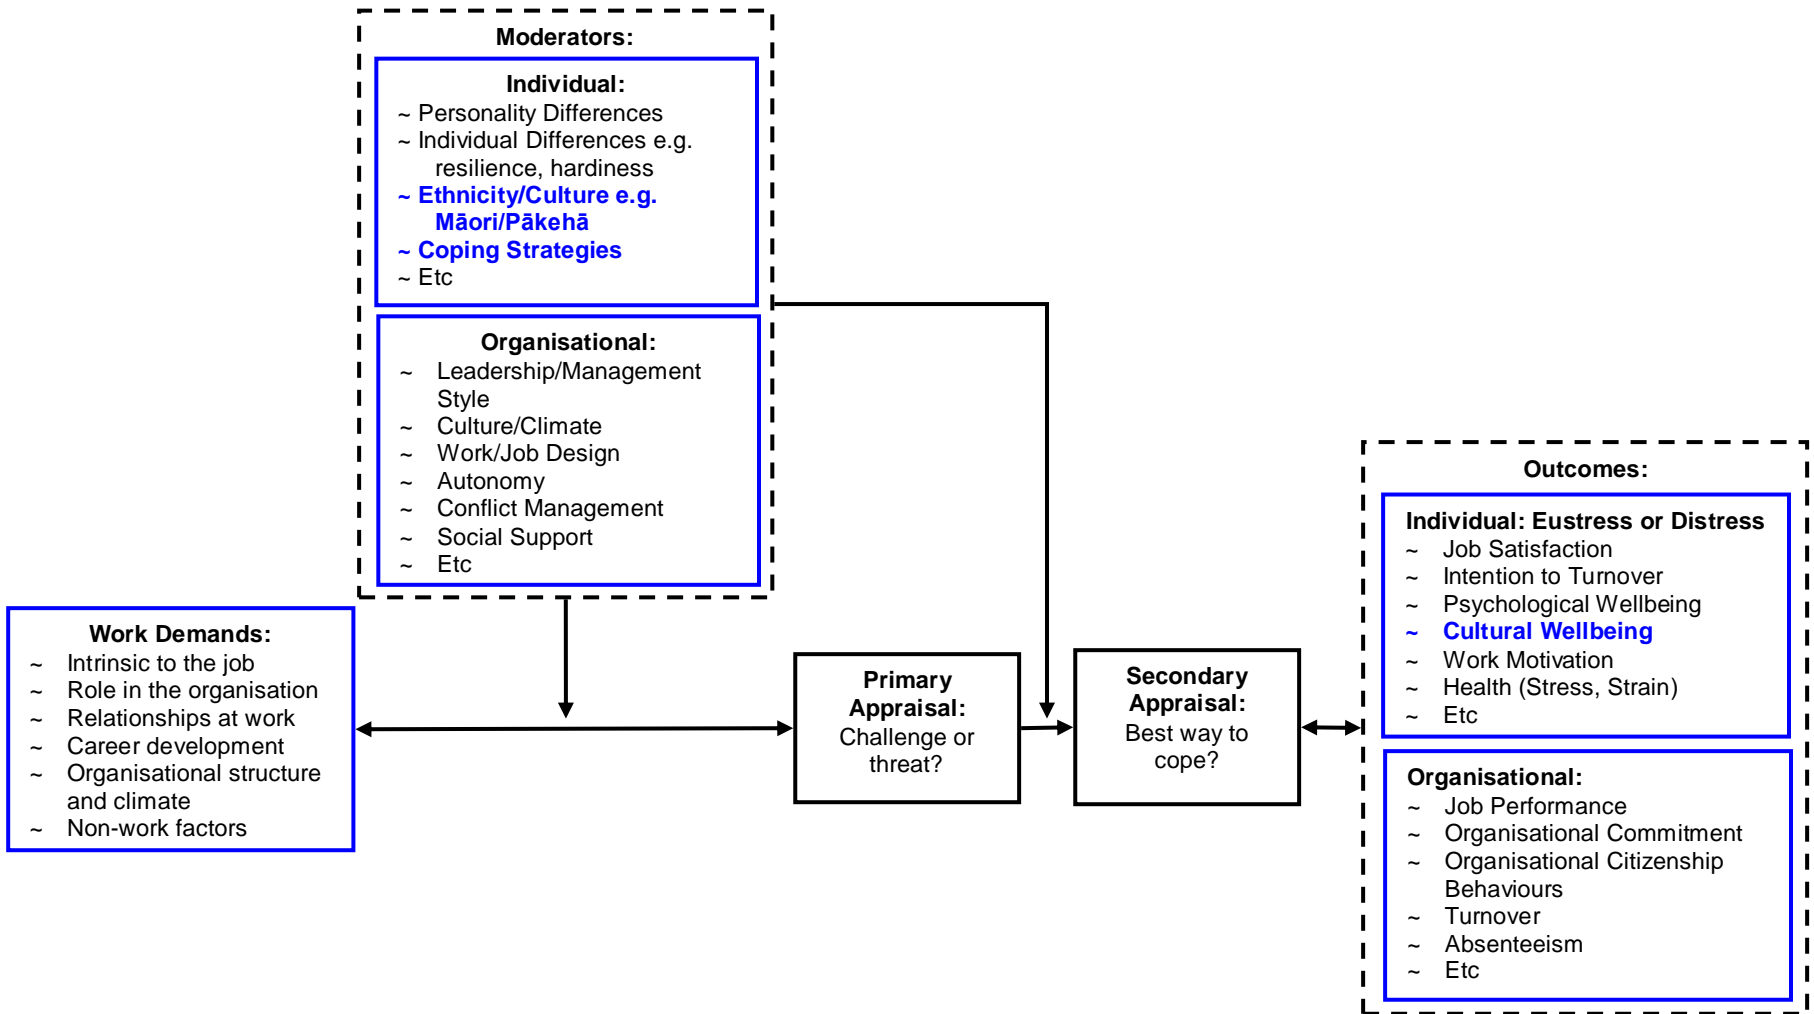 Moderators:
Individual:
~ Personality Differences
~ Individual Differences e.g.
resilience, hardiness
~ Ethnicity/Culture e.g.
Māori/Pākehā
~ Coping Strategies
~ Etc
Organisational:
~ Leadership/Management
Style
~ Culture/Climate
~ Work/Job Design
~ Autonomy
~ Conflict Management
~ Social Support
~ Etc
Work Demands:
~ Intrinsic to the job
~ Role in the organisation
~ Relationships at work
~ Career development
~ Organisational structure
and climate
~ Non-work factors
Primary
Appraisal:
Challenge or
threat?
Secondary
Appraisal:
Best way to
cope?
Outcomes:
Individual: Eustress or Distress
~ Job Satisfaction
~ Intention to Turnover
~ Psychological Wellbeing
~ Cultural Wellbeing
~ Work Motivation
~ Health (Stress, Strain)
~ Etc
Organisational:
~ Job Performance
~ Organisational Commitment
~ Organisational Citizenship
Behaviours
~ Turnover
~ Absenteeism
~ Etc